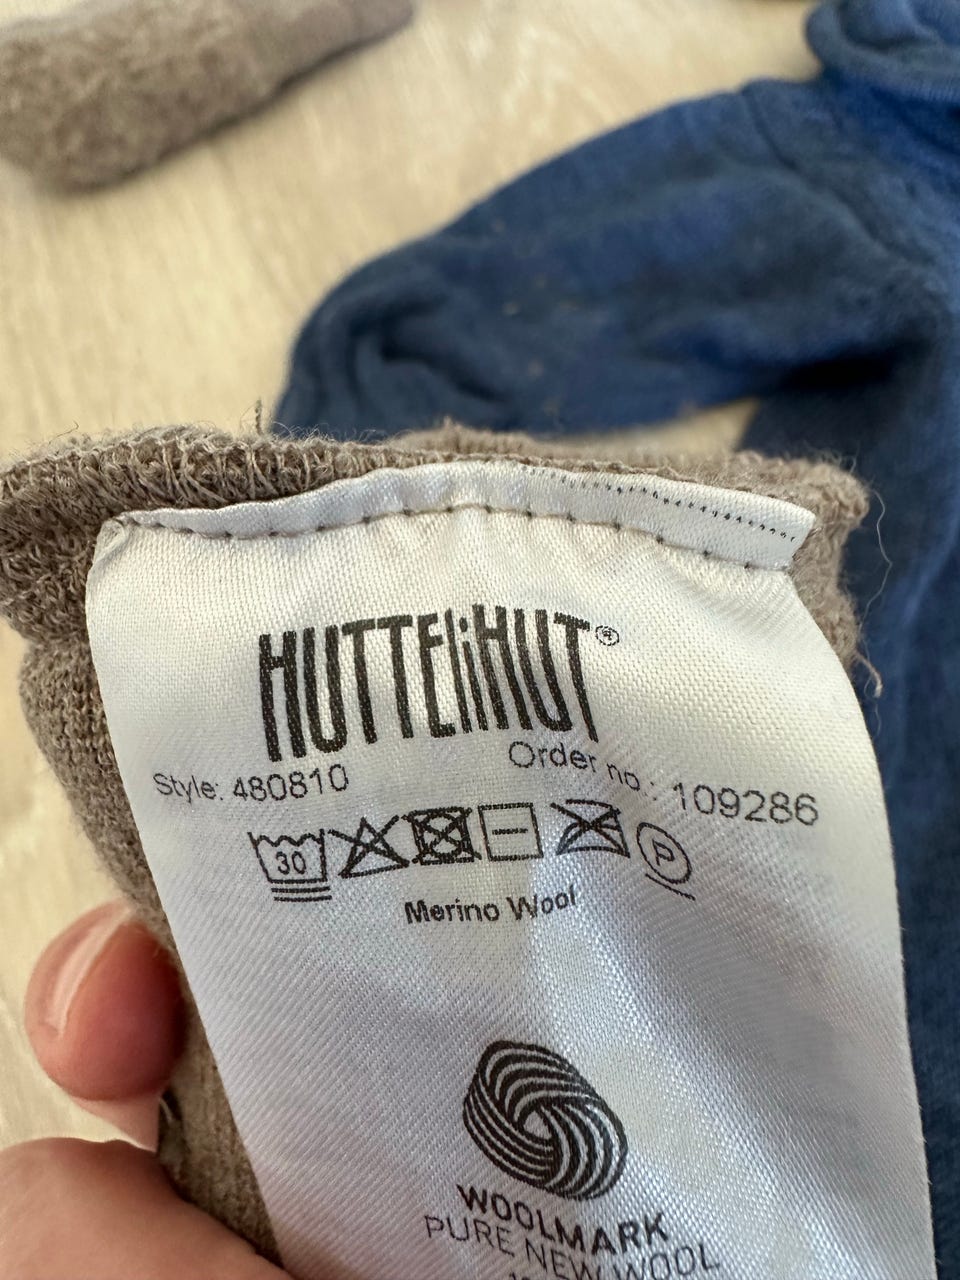 HUTTEliHUT®
Style: 480810 Order no.: 109286
30 P
Merino Wool
WOOLMARK
PURE NEW WOOL